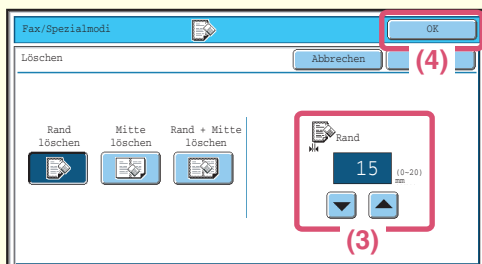 Fax/Spezialmodi
OK
Löschen
Abbrechen
(4)
Rand
löschen
Mitte
löschen
Rand + Mitte
löschen
Rand
15
(0-20)
mm
(3)